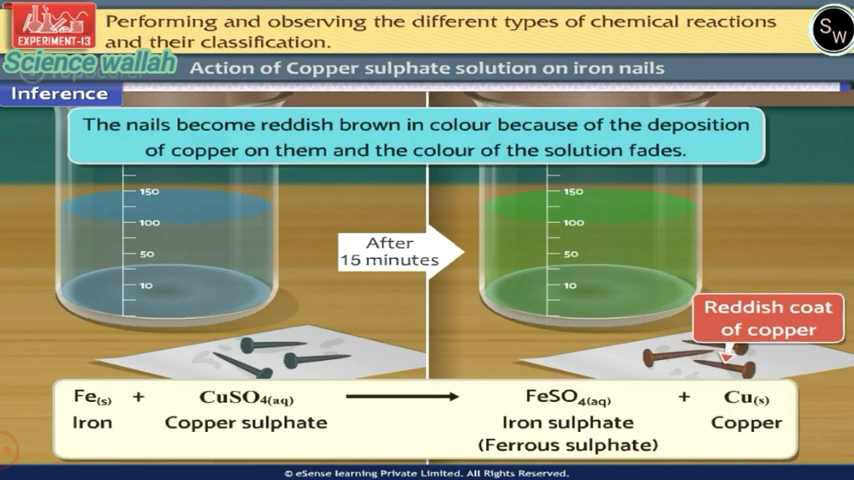 Performing and observing the different types of chemical reactions
and their classification.
EXPERIMENT-13
SW
Science wallah
Action of Copper sulphate solution on iron nails
Inference
The nails become reddish brown in colour because of the deposition
of copper on them and the colour of the solution fades.
150
100
50
10
After
15 minutes
150
100
50
10
Reddish coat
of copper
Fe(s) + CuSO4(aq) ⟶ FeSO4(aq) + Cu(s)
Iron Copper sulphate Iron sulphate Copper
(Ferrous sulphate)
© eSense learning Private Limited. All Rights Reserved.